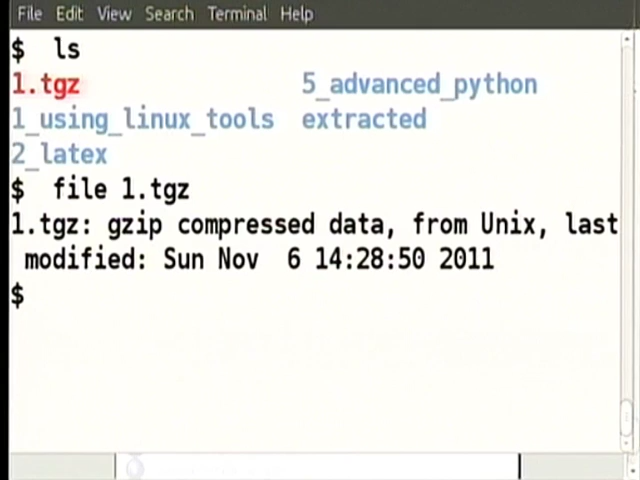 File Edit View Search Terminal Help
$ ls
1.tgz 5_advanced_python
1_using_linux_tools extracted
2_latex
$ file 1.tgz
1.tgz: gzip compressed data, from Unix, last
modified: Sun Nov 6 14:28:50 2011
$